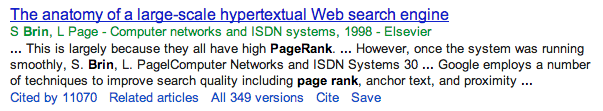 The anatomy of a large-scale hypertextual Web search engine
S Brin, L Page - Computer networks and ISDN systems, 1998 - Elsevier
... This is largely because they all have high PageRank. ... However, once the system was running
smoothly, S. Brin, L. PagelComputer Networks and ISDN Systems 30 ... Google employs a number
of techniques to improve search quality including page rank, anchor text, and proximity ...
Cited by 11070 Related articles All 349 versions Cite Save